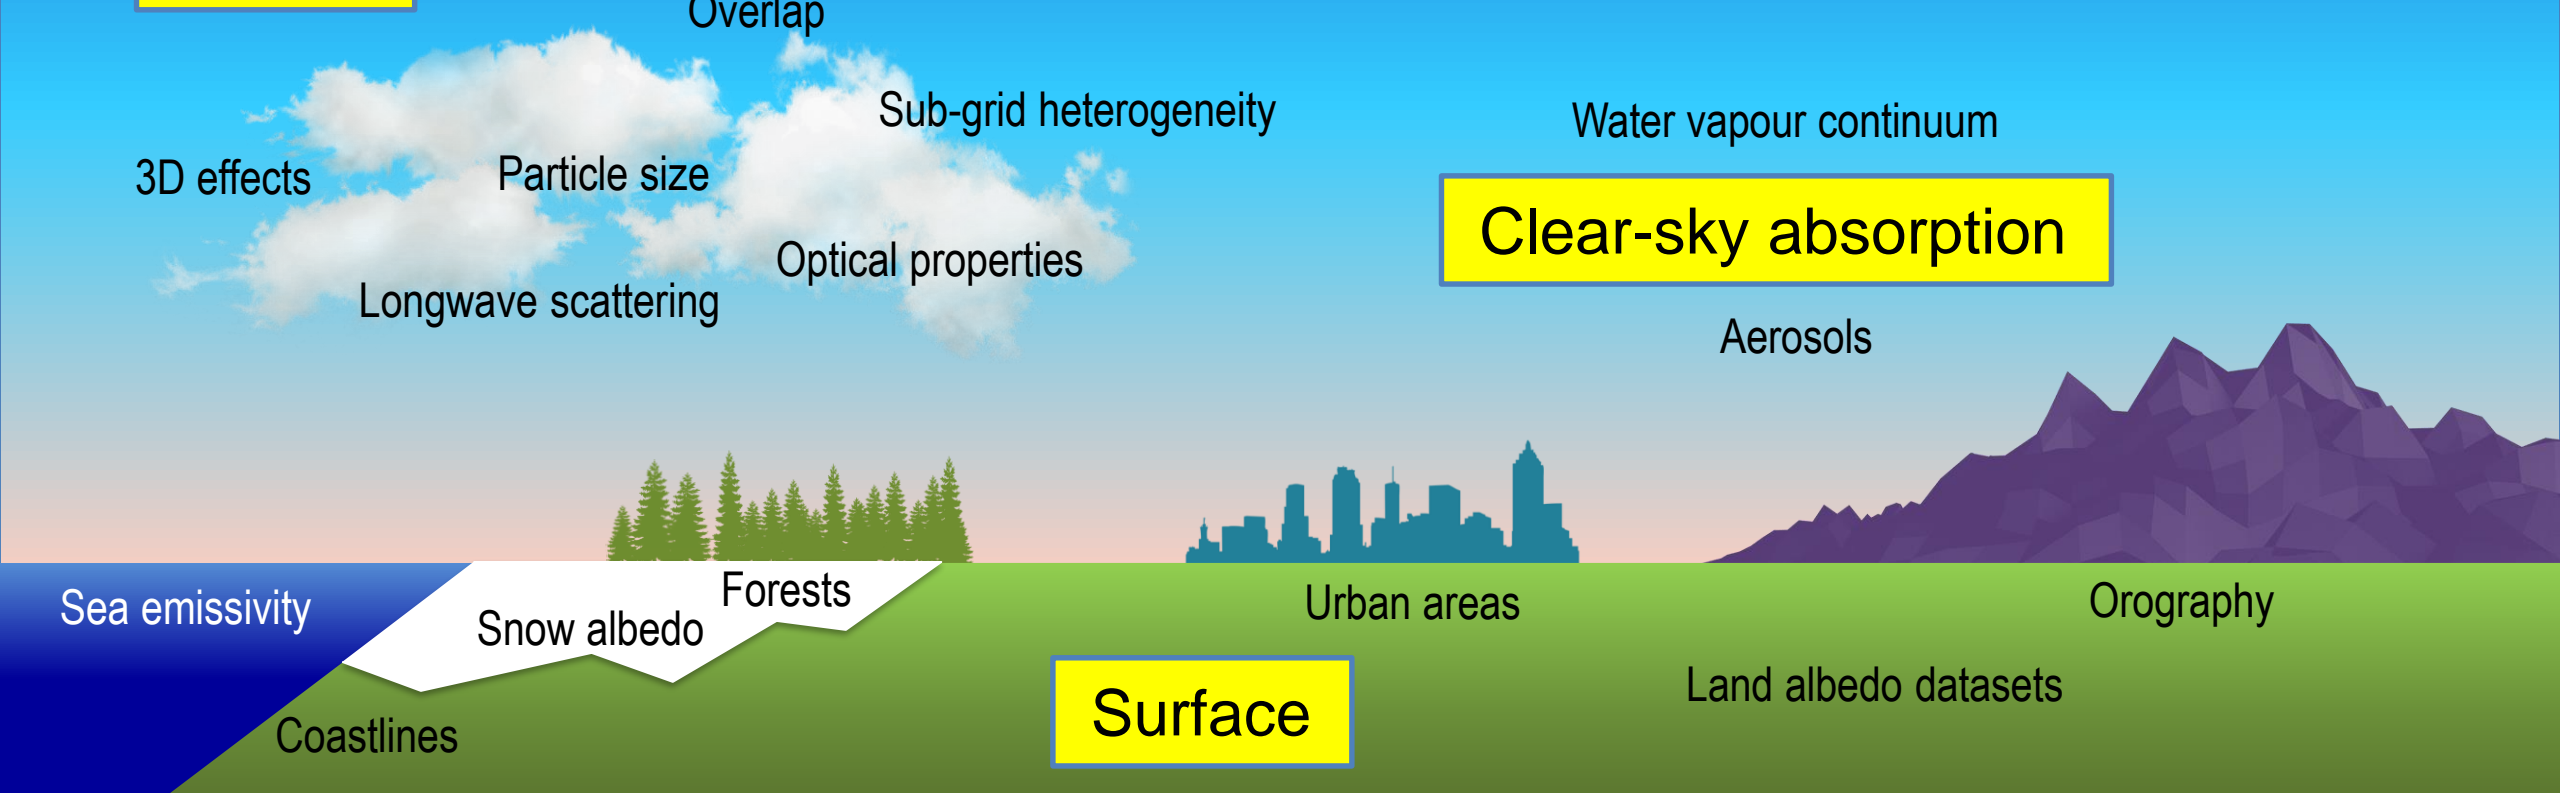 Overlap
Sub-grid heterogeneity
Water vapour continuum
3D effects
Particle size
Clear-sky absorption
Optical properties
Longwave scattering
Aerosols
Sea emissivity
Forests
Snow albedo
Urban areas
Orography
Land albedo datasets
Surface
Coastlines